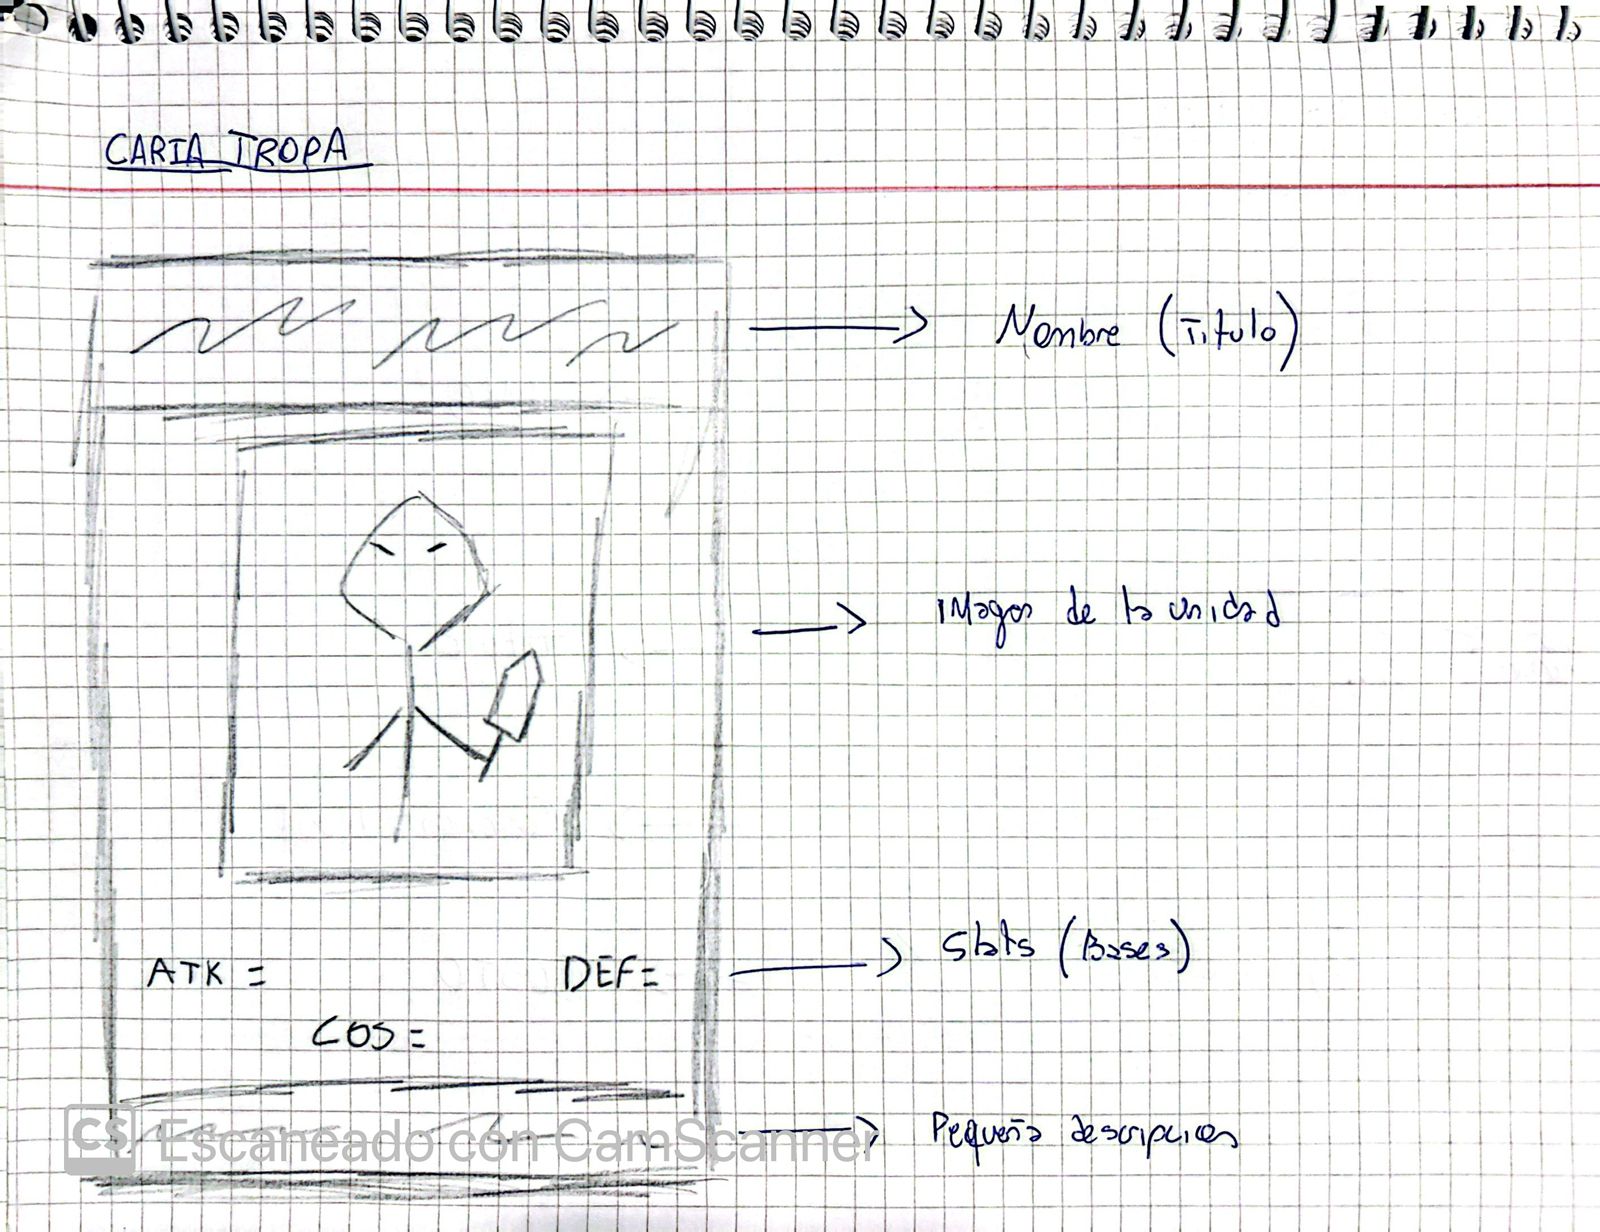 CARTA TROPA
Nombre (Titulo)
imagen de la unidad
ATK =
DEF=
Stats (Bases)
COS =
Pequeña descripcion
CS Escaneado con CamScanner